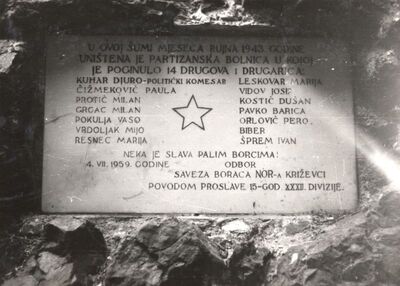 U OVOJ ŠUMI MJESECA RUJNA 1943. GODINE
UNIŠTENA JE PARTIZANSKA BOLNICA U KOJOJ
JE POGINULO 14 DRUGOVA I DRUGARICA:
KUHAR DJURO-POLITIČKI KOMESAR
ČIŽMEKOVIĆ PAULA
PROTIĆ MILAN
GRGAC MILAN
POKULJA VASO
VRDOLJAK MIJO
RESNEC MARIJA
LESKOVAR MARIJA
VIDOV JOSIP
KOSTIĆ DUŠAN
PAVKO BARICA
ORLOVIĆ PERO
BIBER
ŠPREM IVAN
NEKA JE SLAVA PALIM BORCIMA!
4. VII. 1959. GODINE ODBOR
SAVEZA BORACA NOR-A KRIŽEVCI
POVODOM PROSLAVE 15-GOD. XXXII. DIVIZIJE.